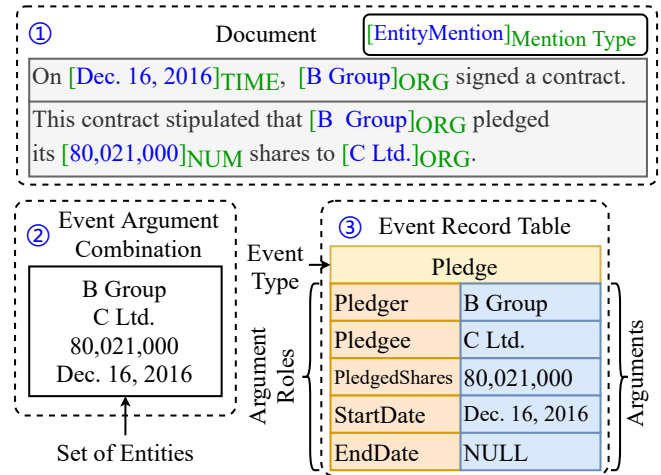 ① Document [EntityMention]Mention Type
On [Dec. 16, 2016]TIME, [B Group]ORG signed a contract.
This contract stipulated that [B Group]ORG pledged
its [80,021,000]NUM shares to [C Ltd.]ORG.
② Event Argument
Combination
B Group
C Ltd.
80,021,000
Dec. 16, 2016
Set of Entities
③ Event Record Table
Event
Type
Pledge
Argument
Roles
Pledger B Group
Pledgee C Ltd.
PledgedShares 80,021,000
StartDate Dec. 16, 2016
EndDate NULL
Arguments